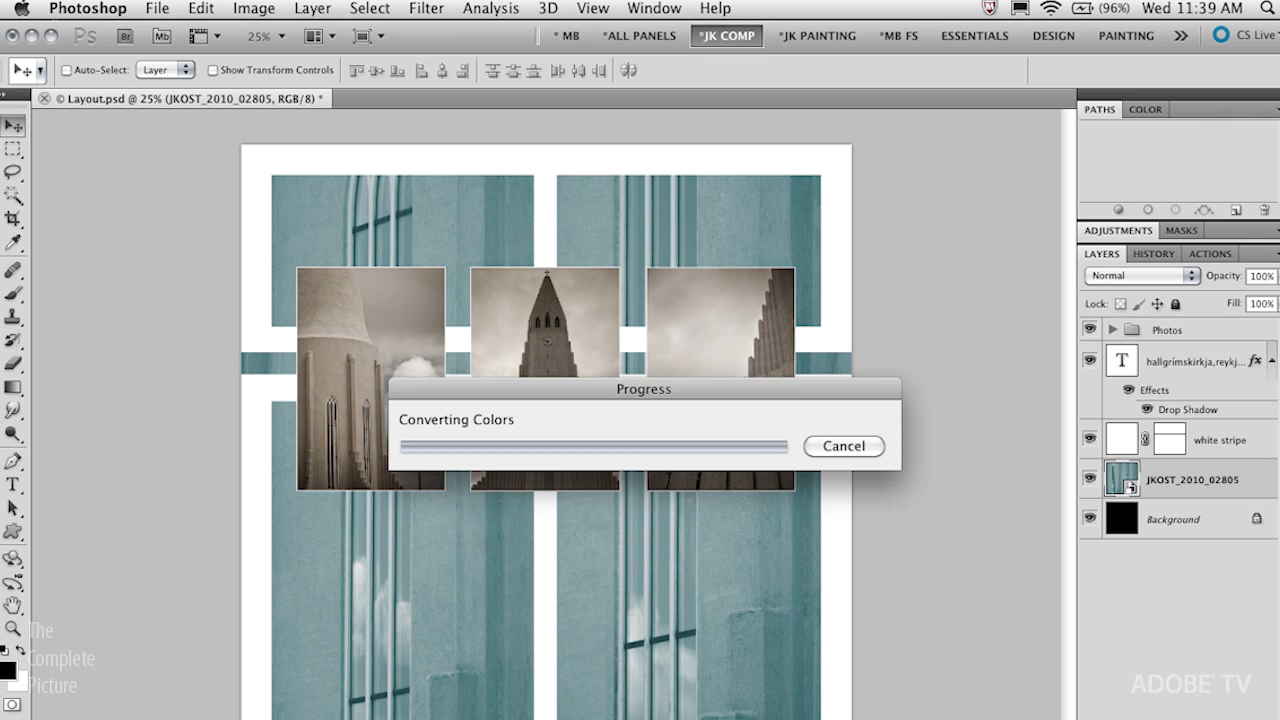 Photoshop File Edit Image Layer Select Filter Analysis 3D View Window Help (96%) Wed 11:39 AM
Ps Br Mb 25% * MB *ALL PANELS *JK COMP *JK PAINTING *MB FS ESSENTIALS DESIGN PAINTING CS Live
Auto-Select: Layer Show Transform Controls
© Layout.psd @ 25% (JKOST_2010_02805, RGB/8) *
PATHS COLOR
ADJUSTMENTS MASKS
LAYERS HISTORY ACTIONS
Normal Opacity: 100%
Lock: Fill: 100%
Photos
T hallgrimskirkja,reykj... fx
Effects
Drop Shadow
white stripe
JKOST_2010_02805
Background
Progress
Converting Colors
Cancel
T
The
Complete
Picture
ADOBE® TV